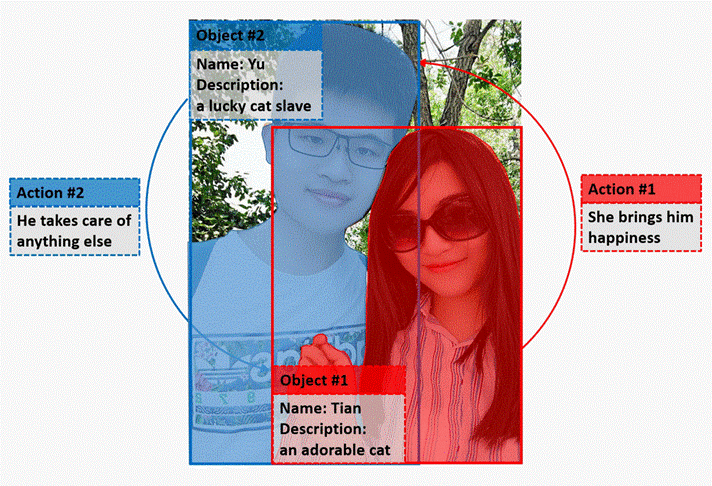 Object #2
Name: Yu
Description:
a lucky cat slave
Action #2
He takes care of
anything else
Action #1
She brings him
happiness
Object #1
Name: Tian
Description:
an adorable cat